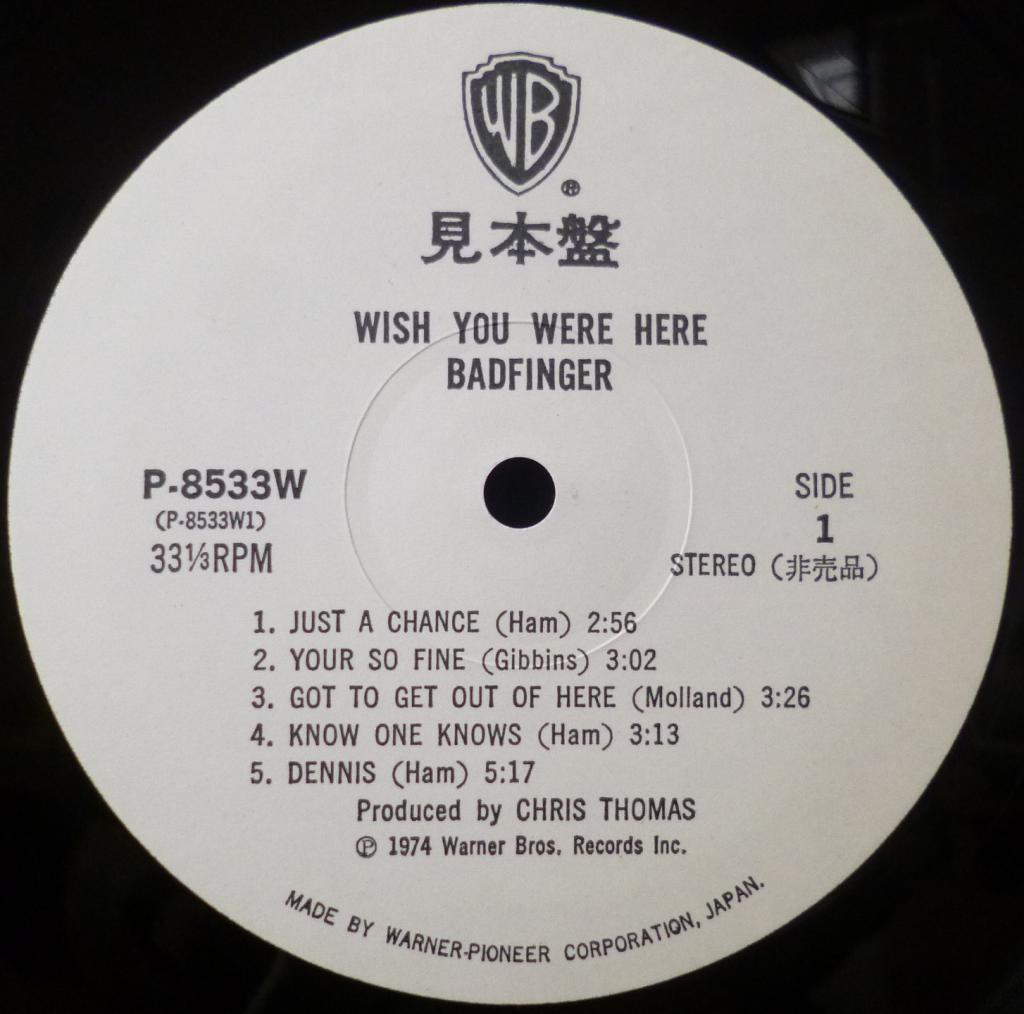 WB
®
見本盤
WISH YOU WERE HERE
BADFINGER
P-8533W
(P-8533W1)
33⅓RPM
SIDE
1
STEREO (非売品)
1. JUST A CHANCE (Ham) 2:56
2. YOUR SO FINE (Gibbins) 3:02
3. GOT TO GET OUT OF HERE (Molland) 3:26
4. KNOW ONE KNOWS (Ham) 3:13
5. DENNIS (Ham) 5:17
Produced by CHRIS THOMAS
℗ 1974 Warner Bros. Records Inc.
MADE BY WARNER-PIONEER CORPORATION, JAPAN.